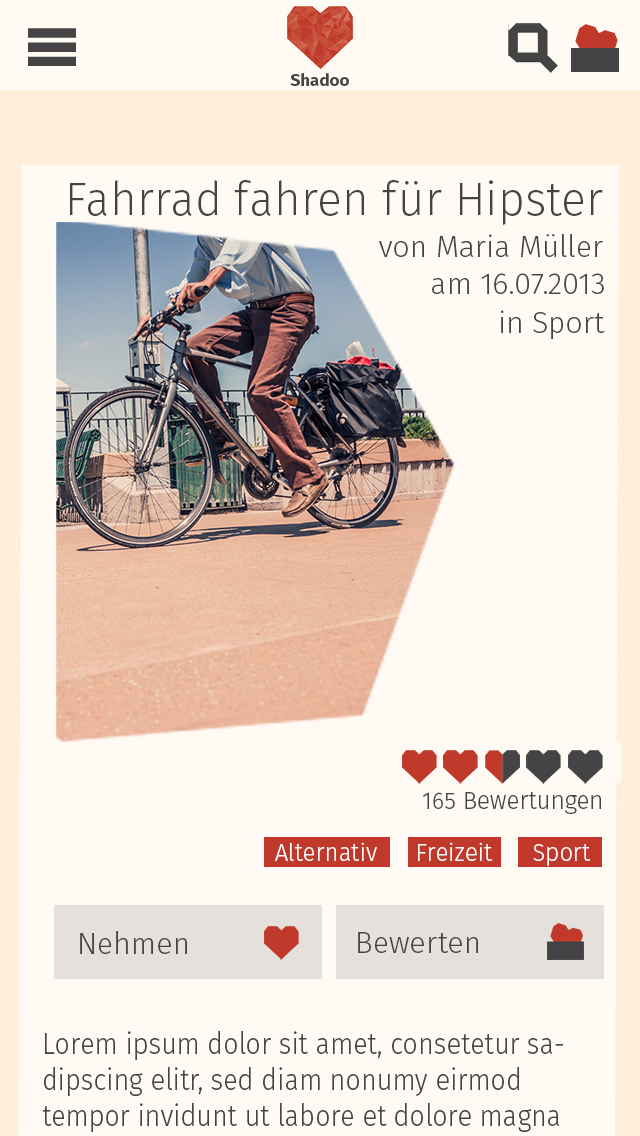 Shadoo
Fahrrad fahren für Hipster
von Maria Müller
am 16.07.2013
in Sport
165 Bewertungen
Alternativ Freizeit Sport
Nehmen Bewerten
Lorem ipsum dolor sit amet, consetetur sa-
dipscing elitr, sed diam nonumy eirmod
tempor invidunt ut labore et dolore magna